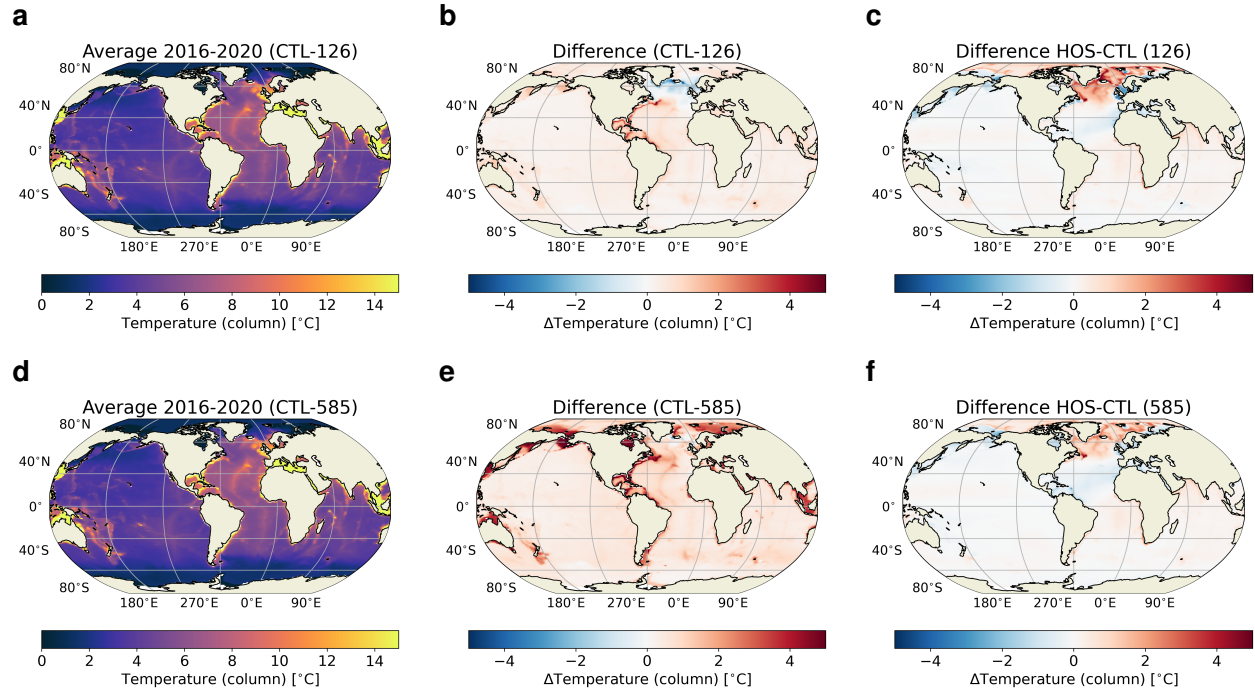 a
b
c
Average 2016-2020 (CTL-126)
Difference (CTL-126)
Difference HOS-CTL (126)
80°N
40°N
0°
40°S
80°S
180°E 270°E 0°E 90°E
80°N
40°N
0°
40°S
80°S
180°E 270°E 0°E 90°E
80°N
40°N
0°
40°S
80°S
180°E 270°E 0°E 90°E
0 2 4 6 8 10 12 14
Temperature (column) [°C]
−4 −2 0 2 4
ΔTemperature (column) [°C]
−4 −2 0 2 4
ΔTemperature (column) [°C]
d
e
f
Average 2016-2020 (CTL-585)
Difference (CTL-585)
Difference HOS-CTL (585)
80°N
40°N
0°
40°S
80°S
180°E 270°E 0°E 90°E
80°N
40°N
0°
40°S
80°S
180°E 270°E 0°E 90°E
80°N
40°N
0°
40°S
80°S
180°E 270°E 0°E 90°E
0 2 4 6 8 10 12 14
Temperature (column) [°C]
−4 −2 0 2 4
ΔTemperature (column) [°C]
−4 −2 0 2 4
ΔTemperature (column) [°C]